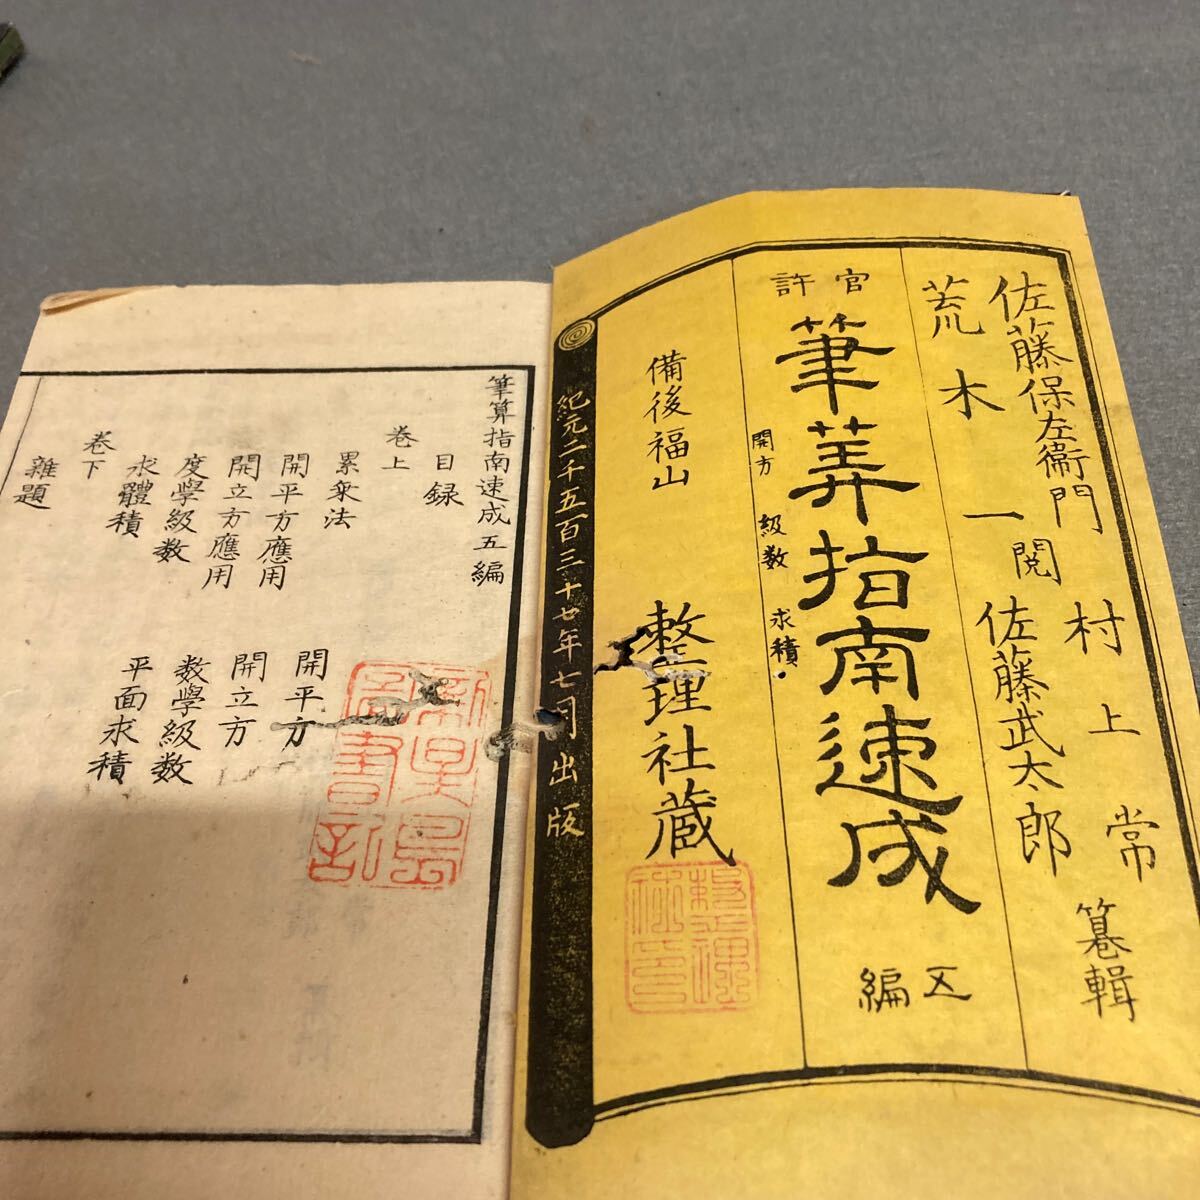 佐藤保左衞門
荒木 一閲
佐藤武太郎
村上 常 纂輯
官許
筆算指南速成
五編
開方 級数 求積
備後福山
整理社蔵
紀元二千五百三十七年七月出版
筆算指南速成五編
目録
卷上
累乗法
開平方
開平方應用
開立方
開立方應用
数學級数
度學級数
平面求積
求體積
卷下
雜題